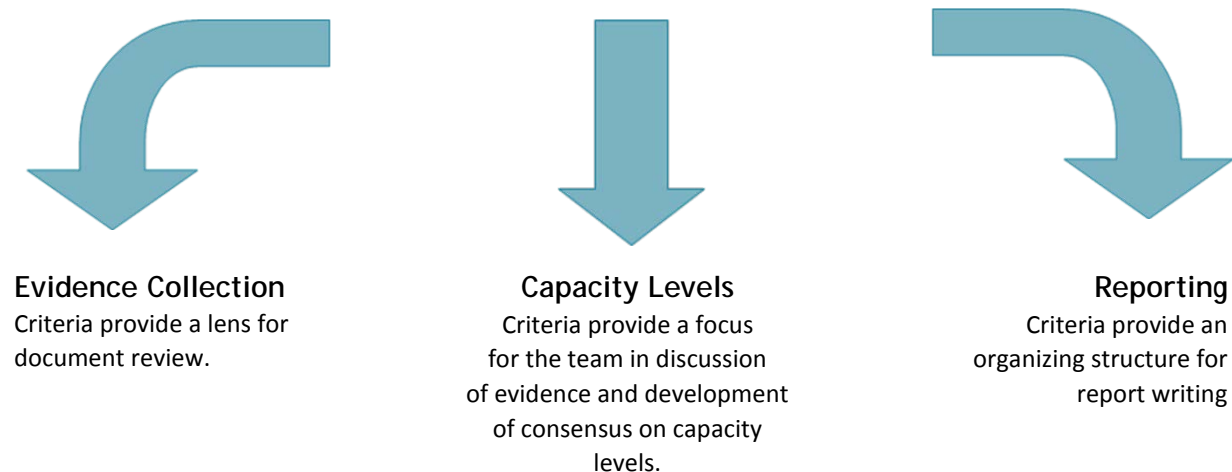 Evidence Collection
Criteria provide a lens for
document review.
Capacity Levels
Criteria provide a focus
for the team in discussion
of evidence and development
of consensus on capacity
levels.
Reporting
Criteria provide an
organizing structure for
report writing